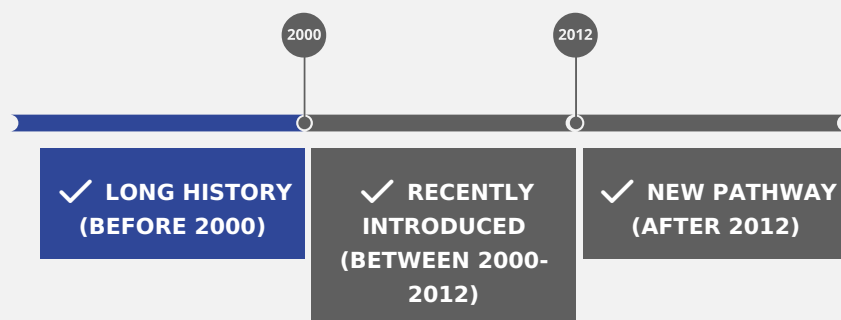 2000
2012
LONG HISTORY
(BEFORE 2000)
RECENTLY
INTRODUCED
(BETWEEN 2000-
2012)
NEW PATHWAY
(AFTER 2012)